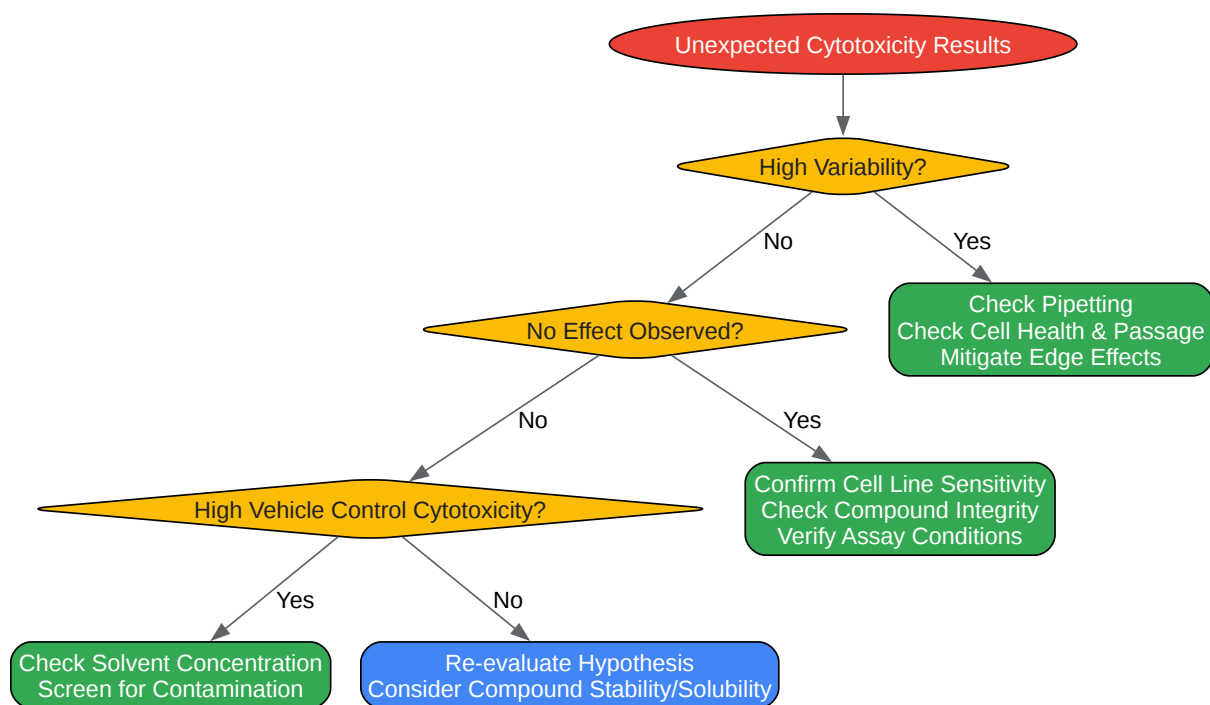 Unexpected Cytotoxicity Results
High Variability?
No
Yes
Check Pipetting
Check Cell Health & Passage
Mitigate Edge Effects
No Effect Observed?
No
Yes
Confirm Cell Line Sensitivity
Check Compound Integrity
Verify Assay Conditions
High Vehicle Control Cytotoxicity?
Yes
No
Check Solvent Concentration
Screen for Contamination
Re-evaluate Hypothesis
Consider Compound Stability/Solubility